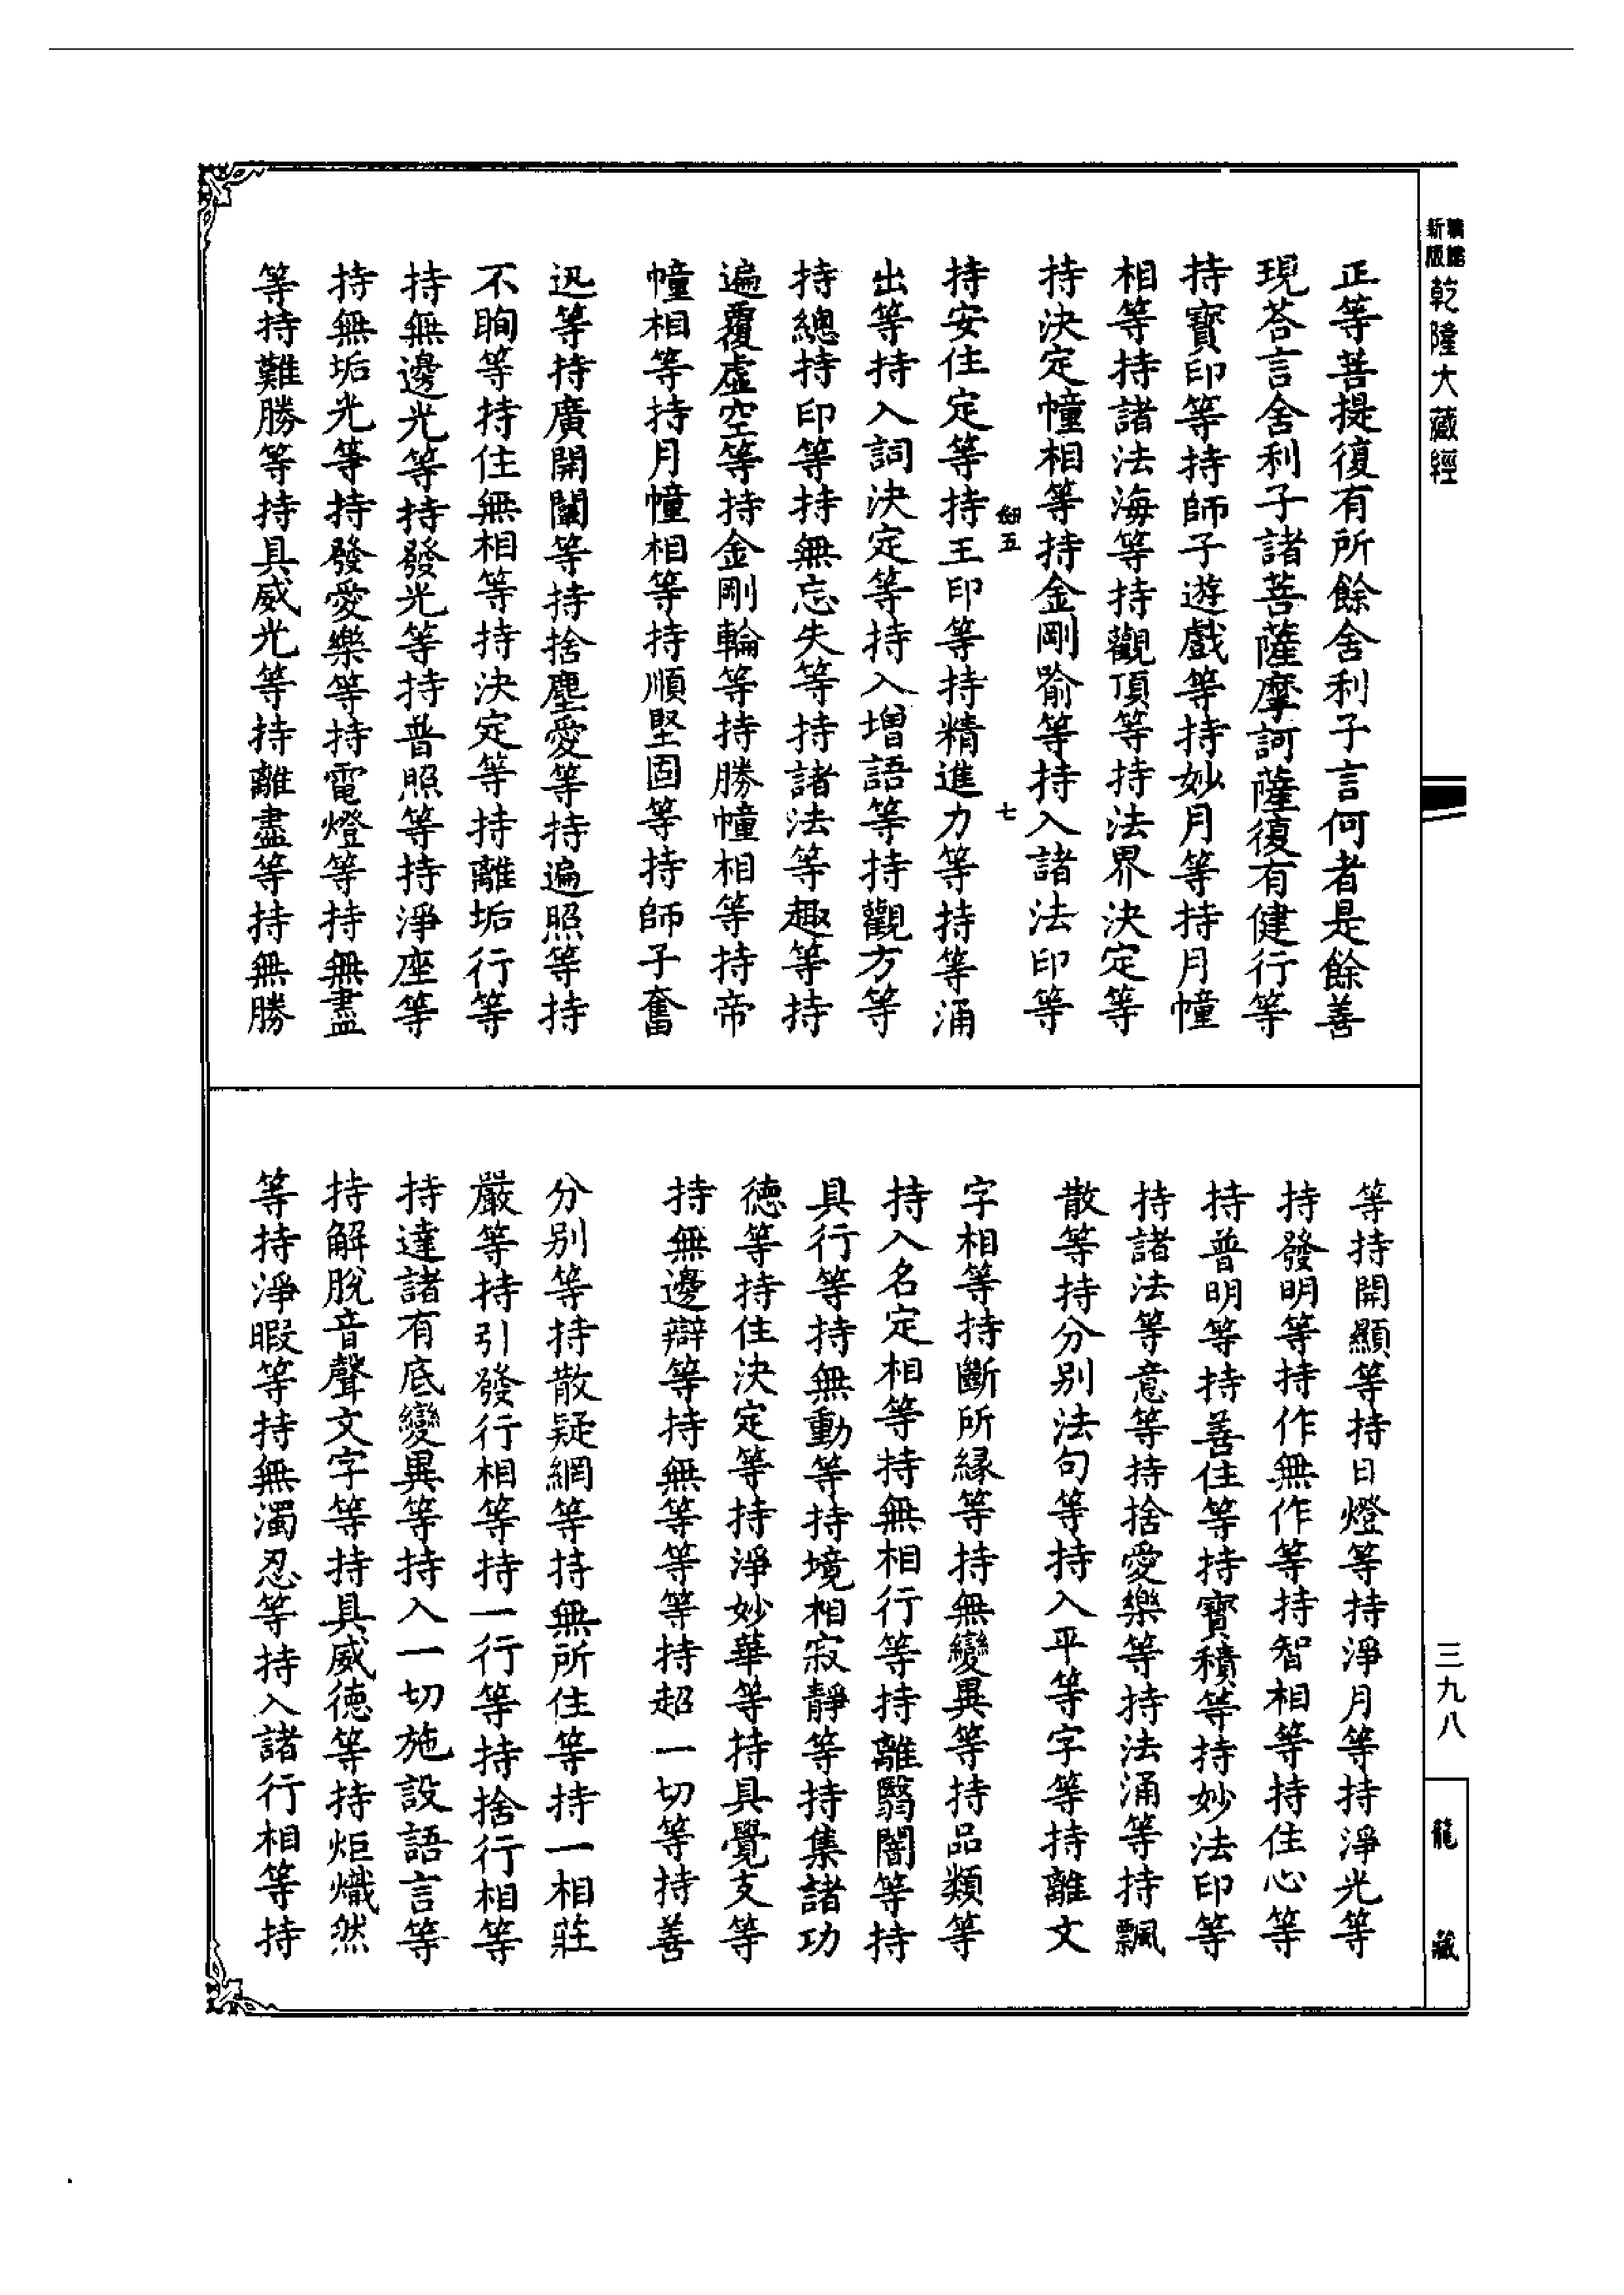 乾隆大藏經
正等菩提復有所餘舍利子言何者是餘善
現荅言舍利子諸菩薩摩訶薩復有健行等
持寶印等持師子遊戲等持妙月等持月幢
相等持諸法海等持觀頂等持法界決定等
持決定幢相等持金剛喻等持入諸法印等
五 七
持安住定等持王印等持精進力等持等涌
出等持入詞決定等持入增語等持觀方等
持總持印等持無忘失等持諸法等趣等持
遍覆虛空等持金剛輪等持勝幢相等持帝
幢相等持月幢相等持順堅固等持師子奮
迅等持廣開闡等持捨塵愛等持遍照等持
不眴等持住無相等持決定等持離垢行等
持無邊光等持發光等持普照等持淨座等
持無垢光等持發愛樂等持電燈等持無盡
等持難勝等持具威光等持離盡等持無勝
等持開顯等持日燈等持淨月等持淨光等
持發明等持作無作等持智相等持住心等
持普明等持善住等持寶積等持妙法印等
持諸法等意等持捨愛樂等持法涌等持飄
散等持分別法句等持入平等字等持離文
字相等持斷所緣等持無變異等持品類等
持入名定相等持無相行等持離翳闇等持
具行等持無動等持境相寂靜等持集諸功
德等持住決定等持淨妙華等持具覺支等
持無邊辯等持無等等等持超一切等持善
分別等持散疑網等持無所住等持一相莊
嚴等持引發行相等持一行等持捨行相等
持達諸有底變異等持入一切施設語言等
持解脫音聲文字等持具威德等持炬熾然
等持淨暇等持無濁忍等持入諸行相等持
三九八
龍藏